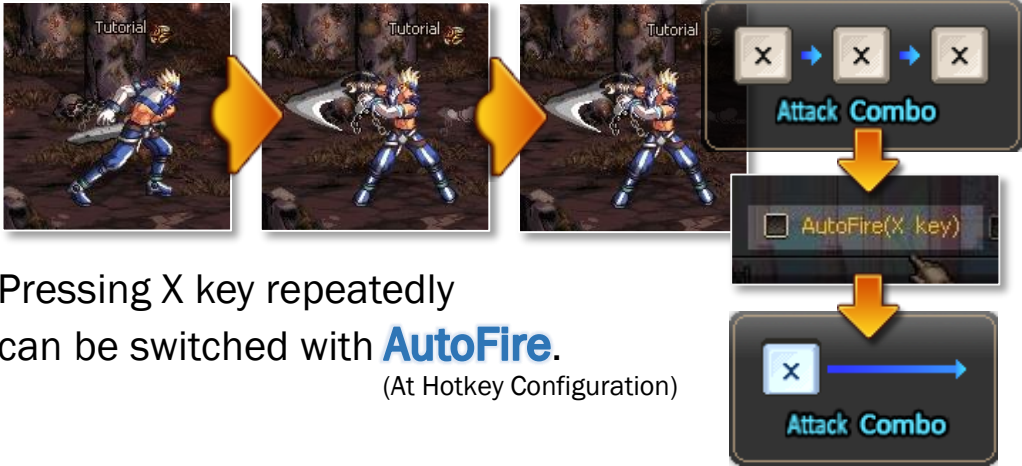 Tutorial
Tutorial
Tutorial
X X X
Attack Combo
AutoFire(X key)
X
Attack Combo
Pressing X key repeatedly
can be switched with AutoFire.
(At Hotkey Configuration)